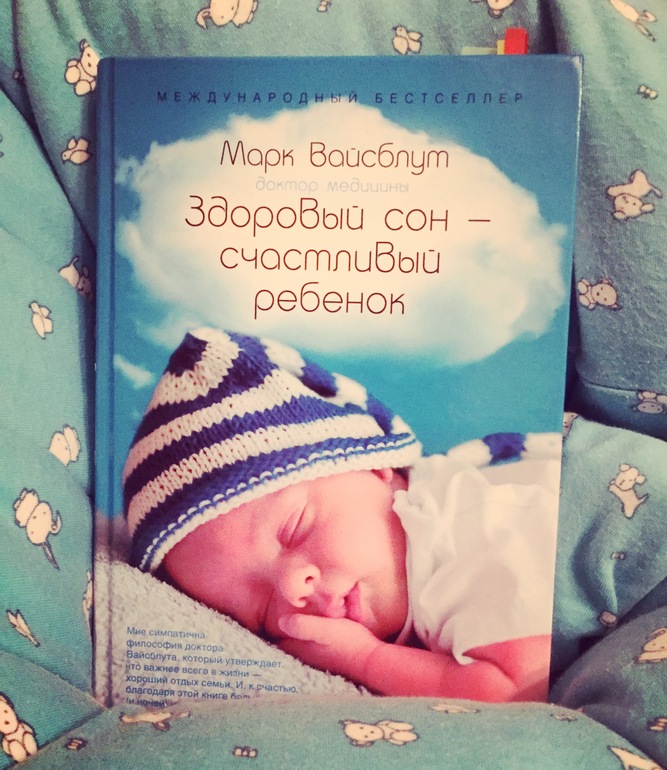 МЕЖДУНАРОДНЫЙ БЕСТСЕЛЛЕР
Марк Вайсблут
доктор медицины
Здоровый сон –
счастливый
ребенок
Мне симпатична
философия доктора
Вайсблута, который утверждает,
что важнее всего в жизни —
хороший отдых семьи. И, к счастью,
благодаря этой книге
(и ночей)